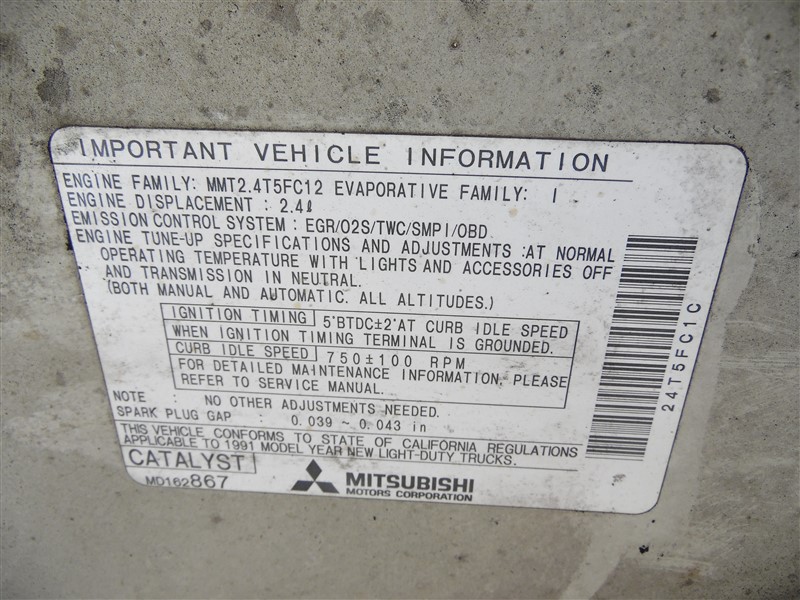 IMPORTANT VEHICLE INFORMATION
ENGINE FAMILY: MMT2.4T5FC12 EVAPORATIVE FAMILY: I
ENGINE DISPLACEMENT : 2.4ℓ
EMISSION CONTROL SYSTEM : EGR/O2S/TWC/SMPI/OBD
ENGINE TUNE-UP SPECIFICATIONS AND ADJUSTMENTS :AT NORMAL
OPERATING TEMPERATURE WITH LIGHTS AND ACCESSORIES OFF
AND TRANSMISSION IN NEUTRAL.
(BOTH MANUAL AND AUTOMATIC. ALL ALTITUDES.)
IGNITION TIMING 5°BTDC±2°AT CURB IDLE SPEED
WHEN IGNITION TIMING TERMINAL IS GROUNDED.
CURB IDLE SPEED 750±100 RPM
FOR DETAILED MAINTENANCE INFORMATION, PLEASE
REFER TO SERVICE MANUAL.
NOTE : NO OTHER ADJUSTMENTS NEEDED.
SPARK PLUG GAP : 0.039 ~ 0.043 in
THIS VEHICLE CONFORMS TO STATE OF CALIFORNIA REGULATIONS
APPLICABLE TO 1991 MODEL YEAR NEW LIGHT-DUTY TRUCKS.
CATALYST
MD162867
MITSUBISHI
MOTORS CORPORATION
24T5FC1C